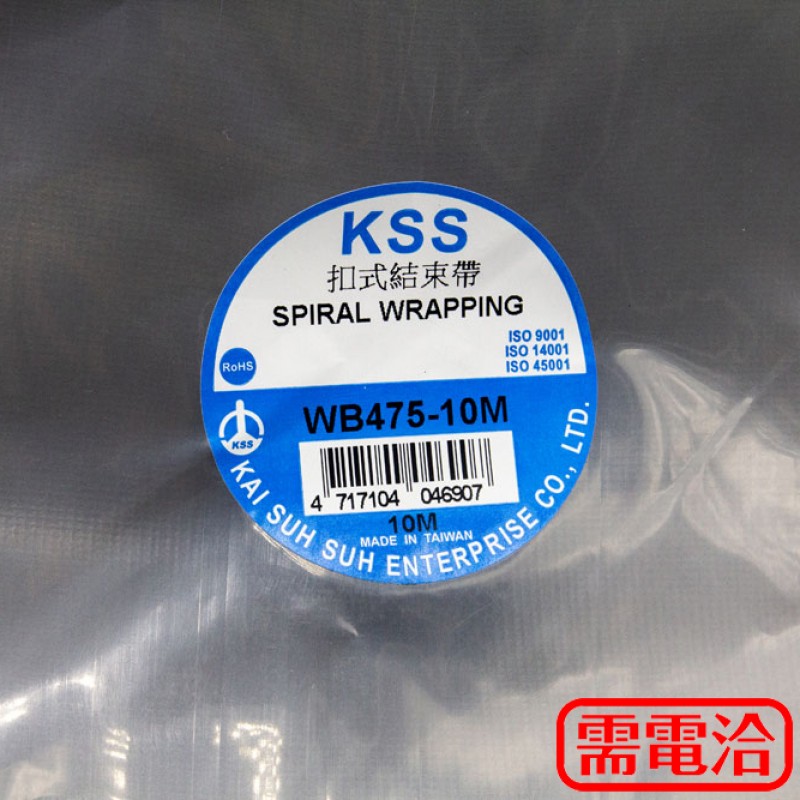 KSS
扣式結束帶
SPIRAL WRAPPING
ISO 9001
ISO 14001
ISO 45001
RoHS
WB475-10M
KSS
4 717104 046907
10M
MADE IN TAIWAN
KAI SUH SUH ENTERPRISE CO., LTD.
需電洽